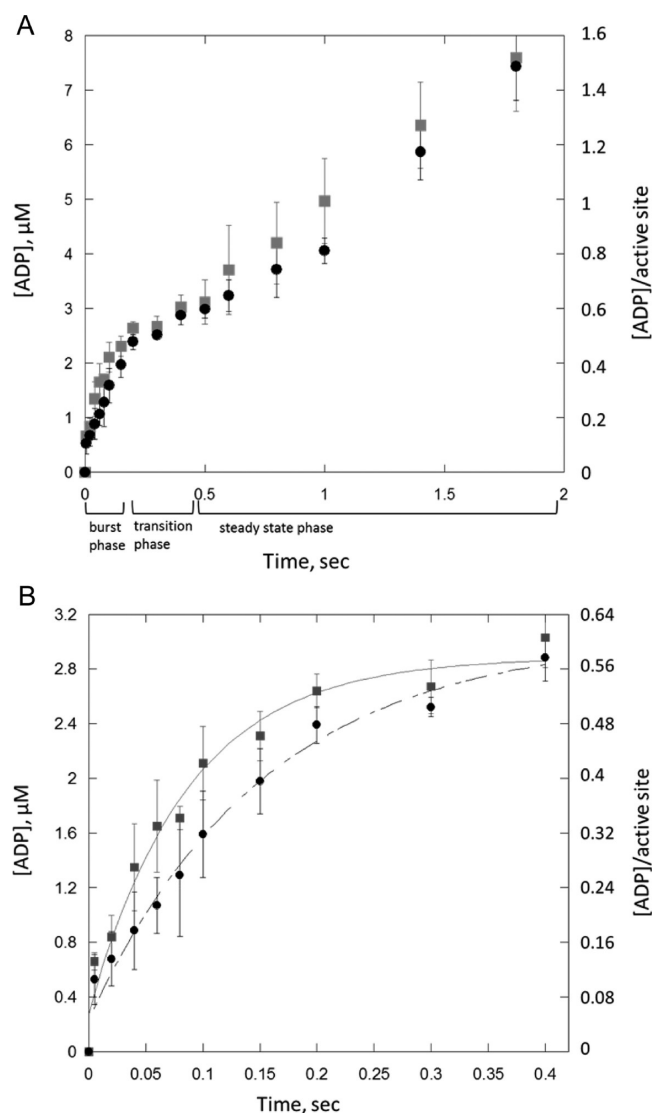 A
8
7
6
5
4
3
2
1
0
[ADP], µM
1.6
1.4
1.2
1
0.8
0.6
0.4
0.2
0
[ADP]/active site
0 0.5 1 1.5 2
burst phase
transition phase
steady state phase
Time, sec
B
3.2
2.8
2.4
2
1.6
1.2
0.8
0.4
0
[ADP], µM
0.64
0.56
0.48
0.4
0.32
0.24
0.16
0.08
0
[ADP]/active site
0 0.05 0.1 0.15 0.2 0.25 0.3 0.35 0.4
Time, sec